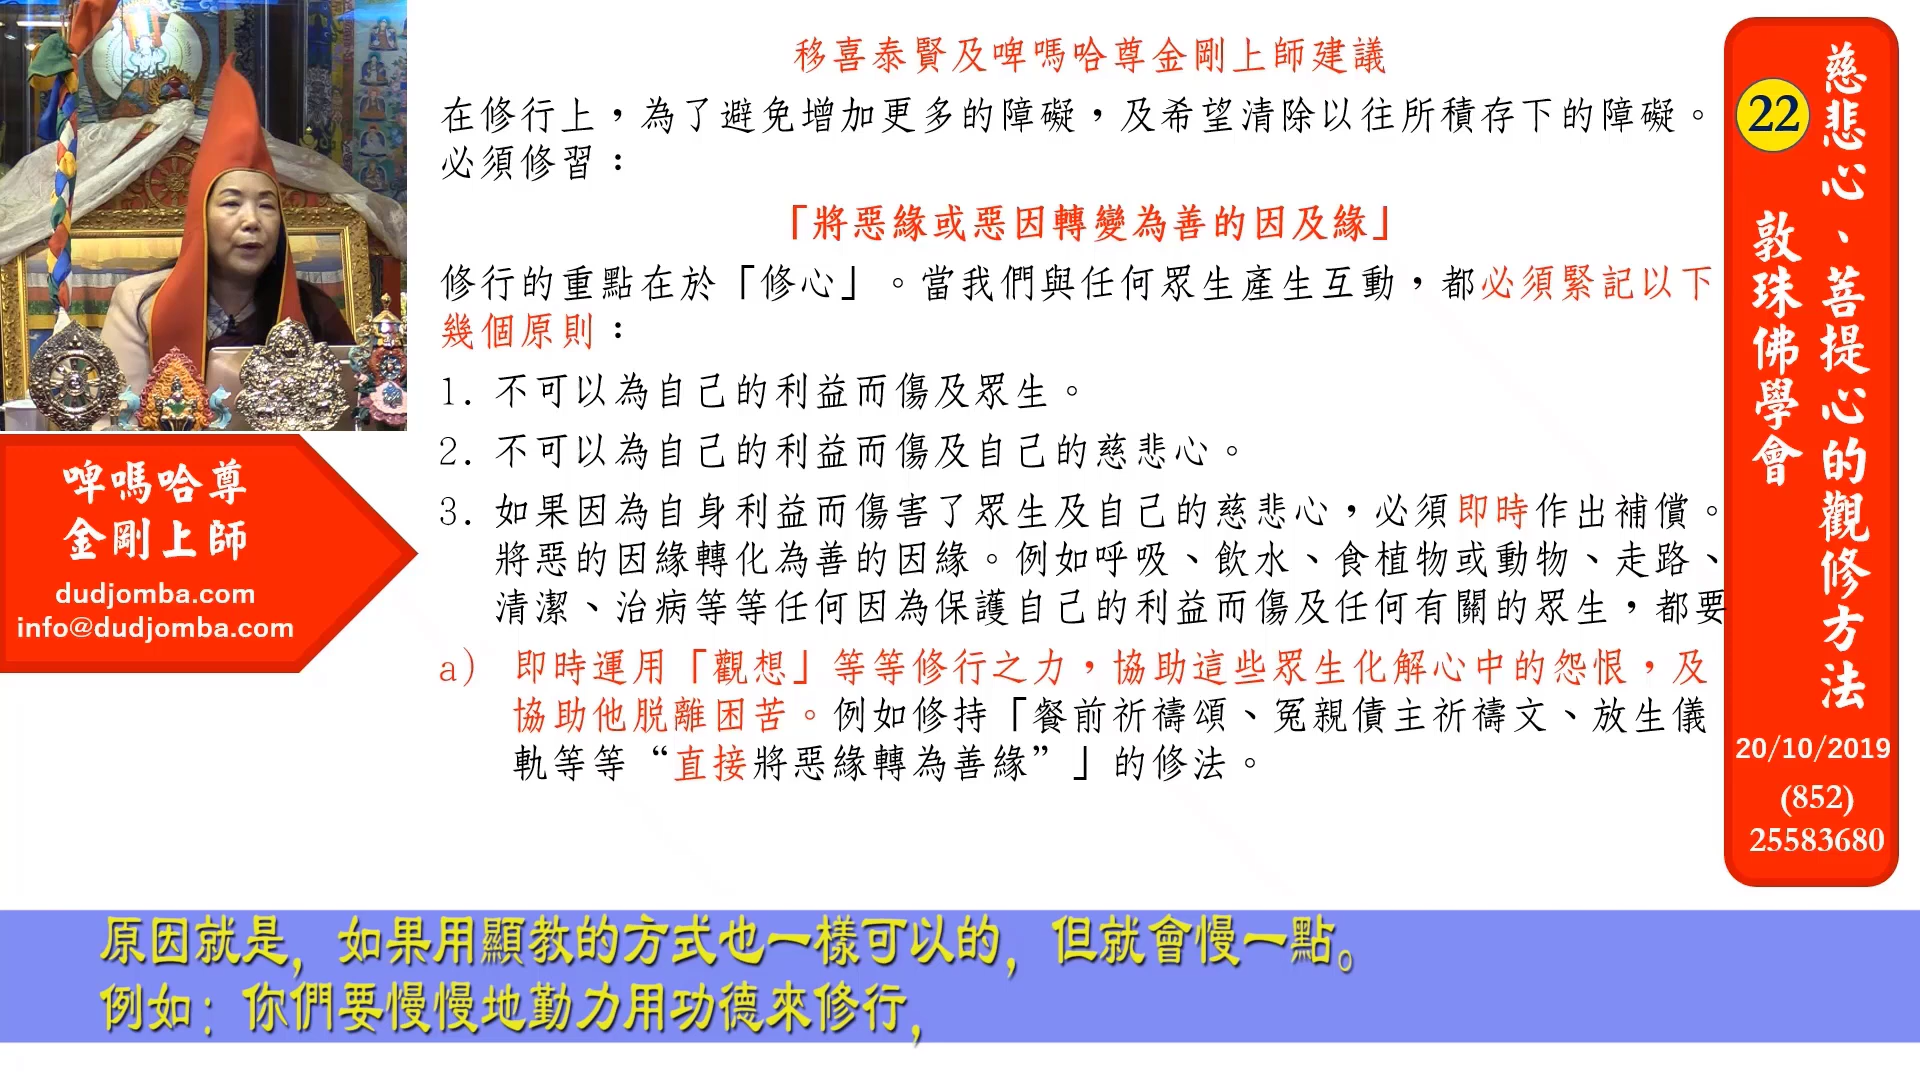 移喜泰賢及啤嗎哈尊金剛上師建議
在修行上，為了避免增加更多的障礙，及希望清除以往所積存下的障礙。
必須修習：
「將惡緣或惡因轉變為善的因及緣」
修行的重點在於「修心」。當我們與任何眾生產生互動，都必須緊記以下
幾個原則：
1. 不可以為自己的利益而傷及眾生。
2. 不可以為自己的利益而傷及自己的慈悲心。
3. 如果因為自身利益而傷害了眾生及自己的慈悲心，必須即時作出補償。
將惡的因緣轉化為善的因緣。例如呼吸、飲水、食植物或動物、走路、
清潔、治病等等任何因為保護自己的利益而傷及任何有關的眾生，都要
a) 即時運用「觀想」等等修行之力，協助這些眾生化解心中的怨恨，及
協助他脫離困苦。例如修持「餐前祈禱頌、冤親債主祈禱文、放生儀
軌等等“直接將惡緣轉為善緣”」的修法。
啤嗎哈尊
金剛上師
dudjomba.com
info@dudjomba.com
慈悲心、菩提心的觀修方法
22
敦珠佛學會
20/10/2019
(852)
25583680
原因就是，如果用顯教的方式也一樣可以的，但就會慢一點。
例如：你們要慢慢地勤力用功德來修行，